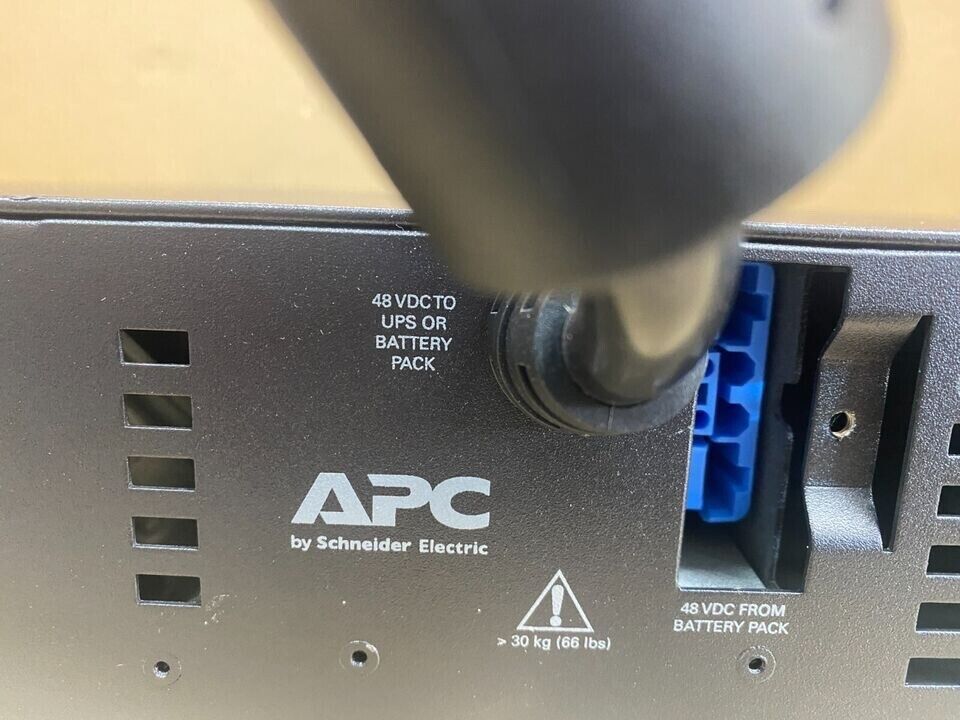 48 VDC TO
UPS OR
BATTERY
PACK
APC
by Schneider Electric
!
> 30 kg (66 lbs)
48 VDC FROM
BATTERY PACK